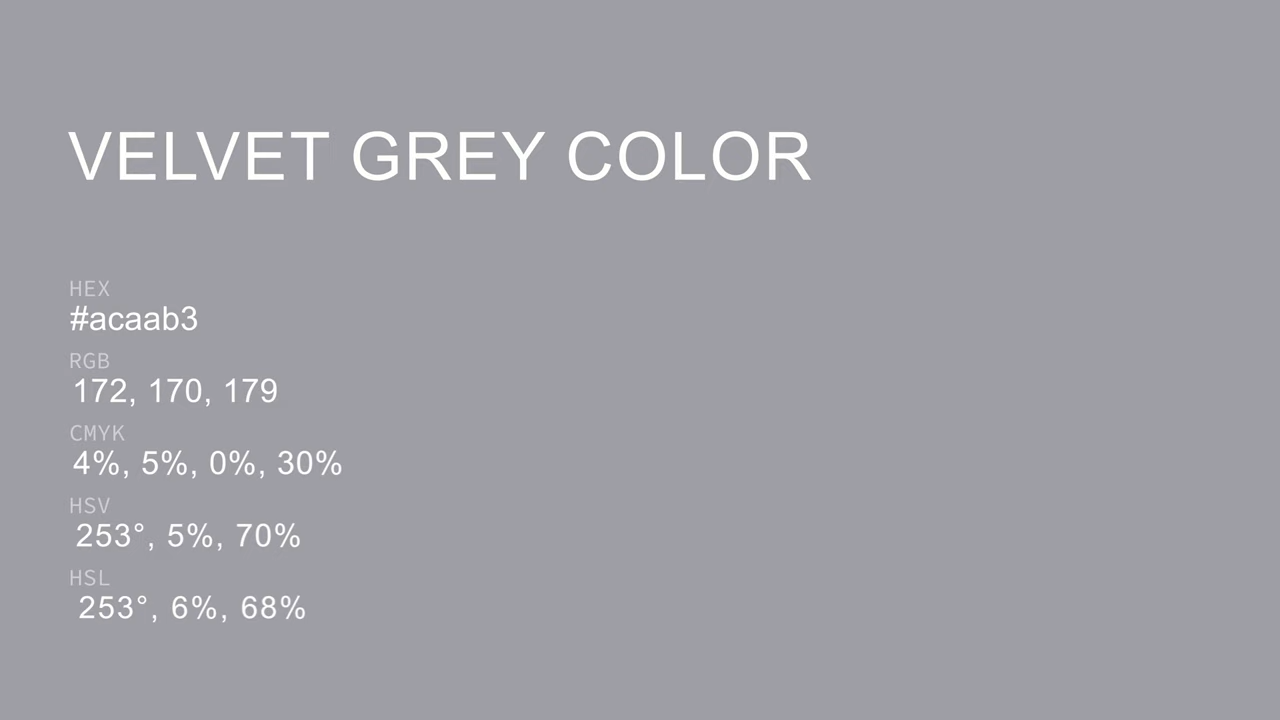 VELVET GREY COLOR
HEX
#acaab3
RGB
172, 170, 179
CMYK
4%, 5%, 0%, 30%
HSV
253°, 5%, 70%
HSL
253°, 6%, 68%